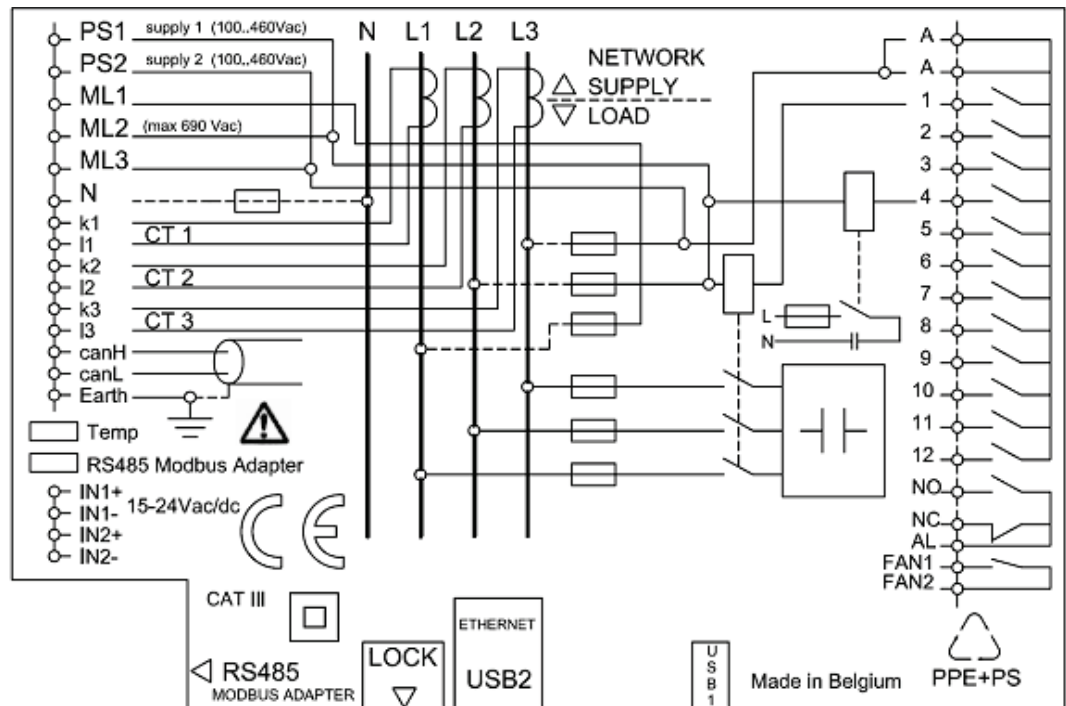 PS1 supply 1 (100..460Vac)
PS2 supply 2 (100..460Vac)
ML1
ML2 (max 690 Vac)
ML3
N
k1
l1 CT 1
k2
l2 CT 2
k3
l3 CT 3
canH
canL
Earth
Temp
RS485 Modbus Adapter
IN1+
IN1- 15-24Vac/dc
IN2+
IN2-
N L1 L2 L3
NETWORK
SUPPLY
LOAD
L
N
A
A
1
2
3
4
5
6
7
8
9
10
11
12
NO
NC
AL
FAN1
FAN2
CE
CAT III
RS485
MODBUS ADAPTER
LOCK
ETHERNET
USB2
USB1
Made in Belgium
PPE+PS